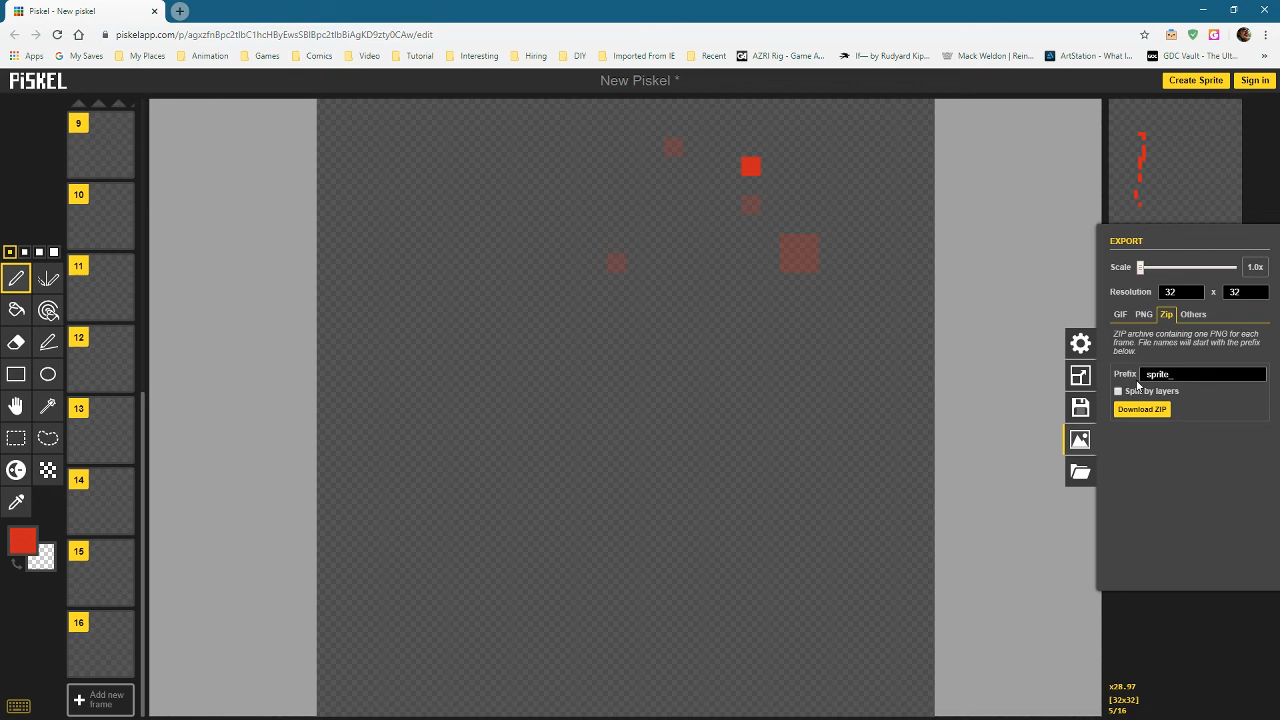 Piskel - New piskel
piskelapp.com/p/agxzfnBpc2tlbC1hcHByEwsSBlBpc2tlbBiAgKD9zty0CAw/edit
Apps My Saves My Places Animation Games Comics Video Tutorial Interesting Hiring DIY Imported From IE Recent AZRI Rig - Game A... If— by Rudyard Kip... Mack Weldon | Rein... ArtStation - What I... GDC Vault - The Ult... »
PiSKEL New Piskel * Create Sprite Sign in
9
10
11
12
13
14
15
16
Add new
frame
EXPORT
Scale 1.0x
Resolution 32 x 32
GIF PNG Zip Others
ZIP archive containing one PNG for each
frame. File names will start with the prefix
below.
Prefix sprite_
Split by layers
Download ZIP
x28.97
[32x32]
5/16